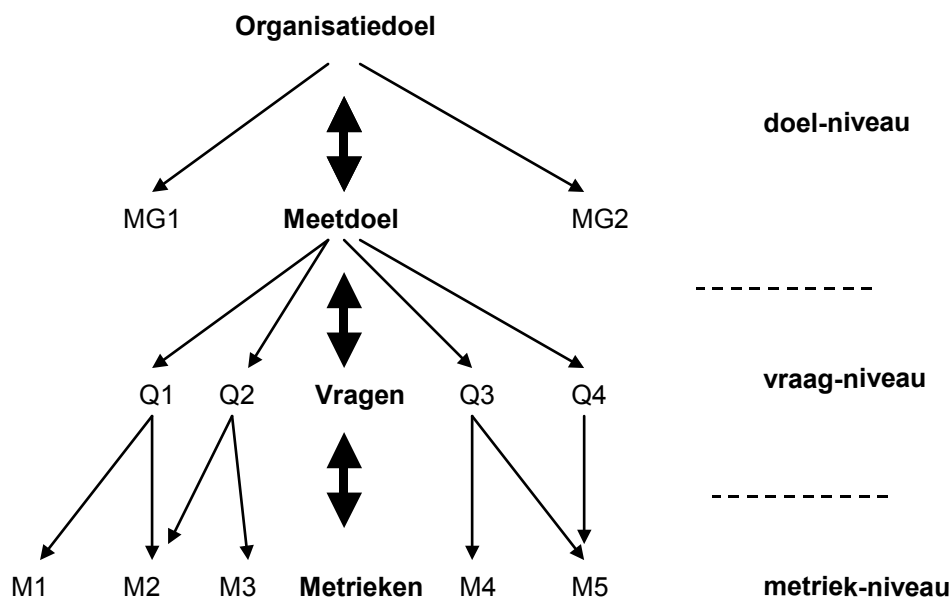 Organisatiedoel
doel-niveau
MG1 Meetdoel MG2
Q1 Q2 Vragen Q3 Q4 vraag-niveau
M1 M2 M3 Metrieken M4 M5 metriek-niveau